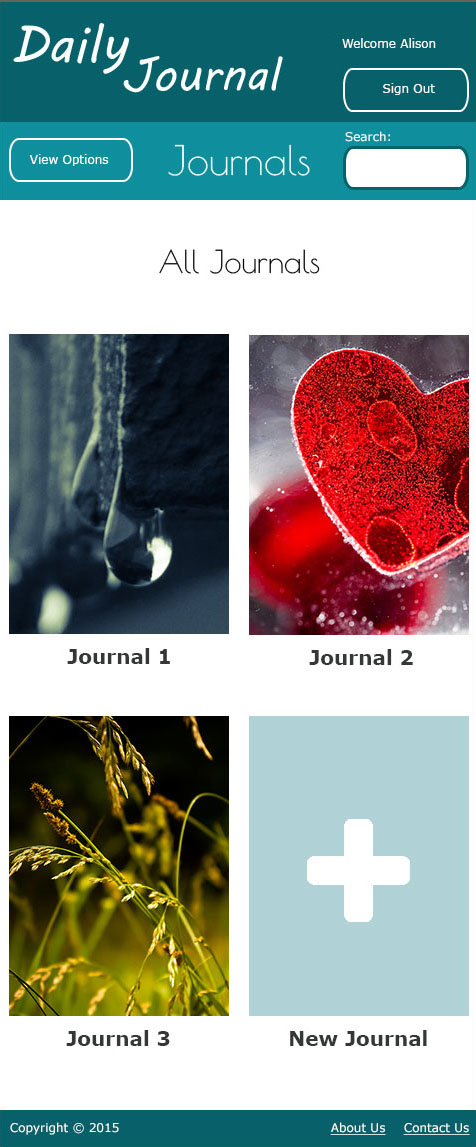 Daily
Journal
Welcome Alison
Sign Out
View Options
Journals
Search:
All Journals
Journal 1
Journal 2
Journal 3
New Journal
Copyright © 2015
About Us
Contact Us